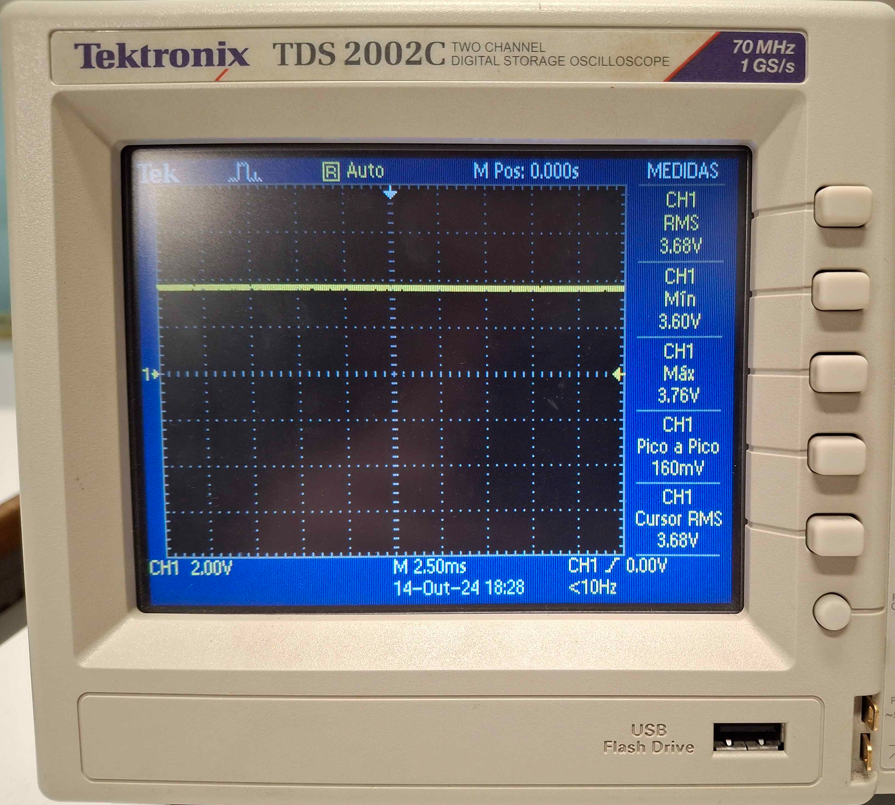 Tektronix TDS 2002C TWO CHANNEL
DIGITAL STORAGE OSCILLOSCOPE
70 MHz
1 GS/s
Tek R Auto M Pos: 0.000s MEDIDAS
CH1
RMS
3.68V
CH1
Mín
3.60V
CH1
Máx
3.76V
CH1
Pico a Pico
160mV
CH1
Cursor RMS
3.68V
1
CH1 2.00V M 2.50ms CH1 0.00V
14-Out-24 18:28 <10Hz
USB
Flash Drive